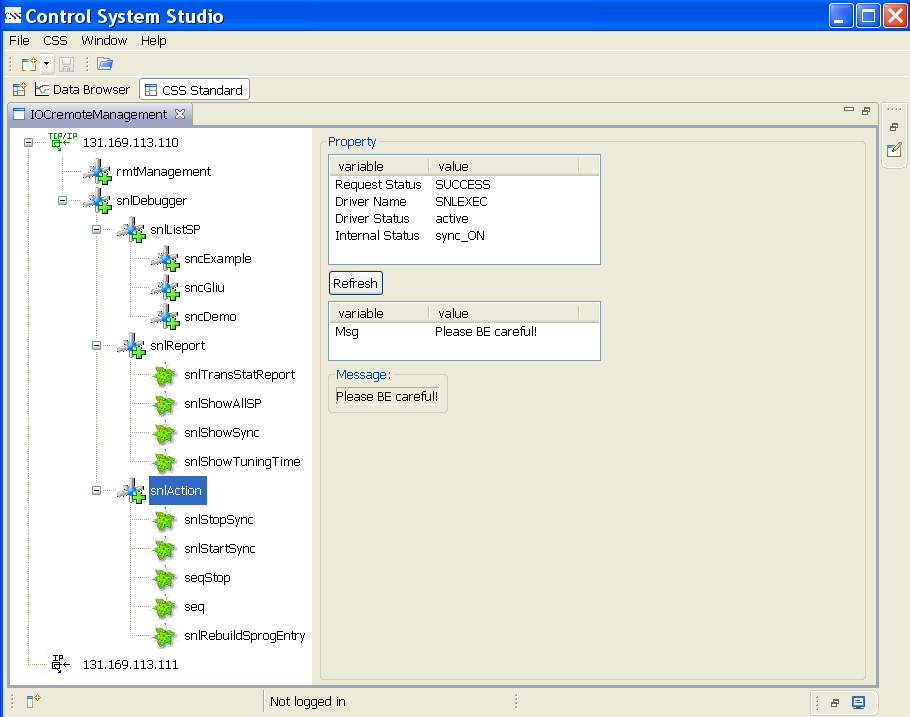 CSS Control System Studio
File CSS Window Help
Data Browser CSS Standard
IOCremoteManagement
TCP/IP 131.169.113.110
rmtManagement
snlDebugger
snlListSP
sncExample
sncGliu
sncDemo
snlReport
snlTransStatReport
snlShowAllSP
snlShowSync
snlShowTuningTime
snlAction
snlStopSync
snlStartSync
seqStop
seq
snlRebuildSprogEntry
IP 131.169.113.111
Property
variable value
Request Status SUCCESS
Driver Name SNLEXEC
Driver Status active
Internal Status sync_ON
Refresh
variable value
Msg Please BE careful!
Message:
Please BE careful!
Not logged in